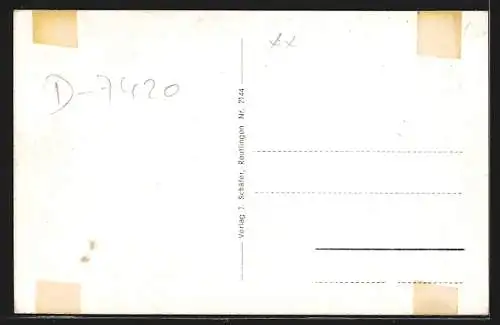 D-7420
xx
Verlag J. Schäfer, Reutlingen Nr. 2144